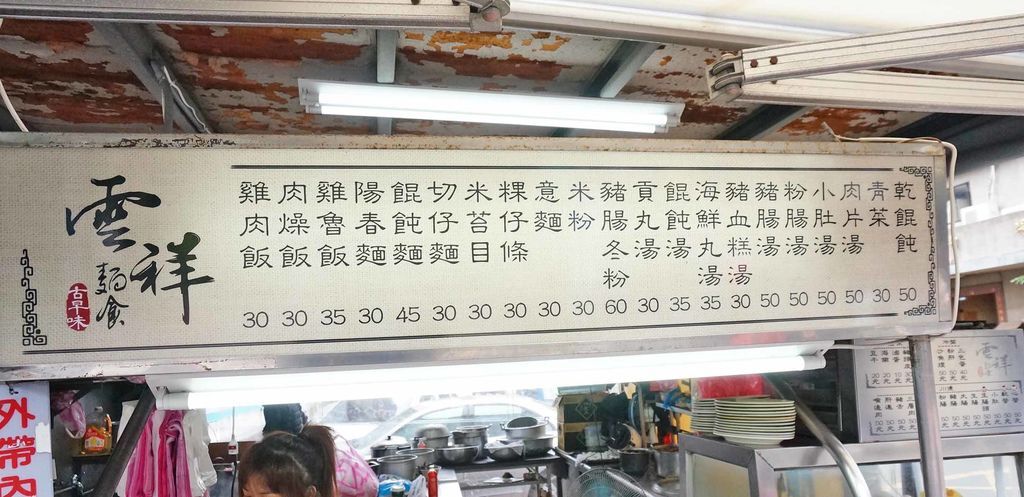 雲祥
麵食
古早味
雞肉飯 30
肉燥飯 30
雞魯飯 35
陽春麵 30
餛飩麵 45
切仔麵 30
米苔目 30
粿仔條 30
意麵 30
米粉 30
豬腸冬粉 60
貢丸湯 30
餛飩湯 35
海鮮丸湯 35
豬血糕湯 30
豬腸湯 50
粉腸湯 50
小肚湯 50
肉片湯 50
青菜 30
乾餛飩 50
外帶內
雲祥